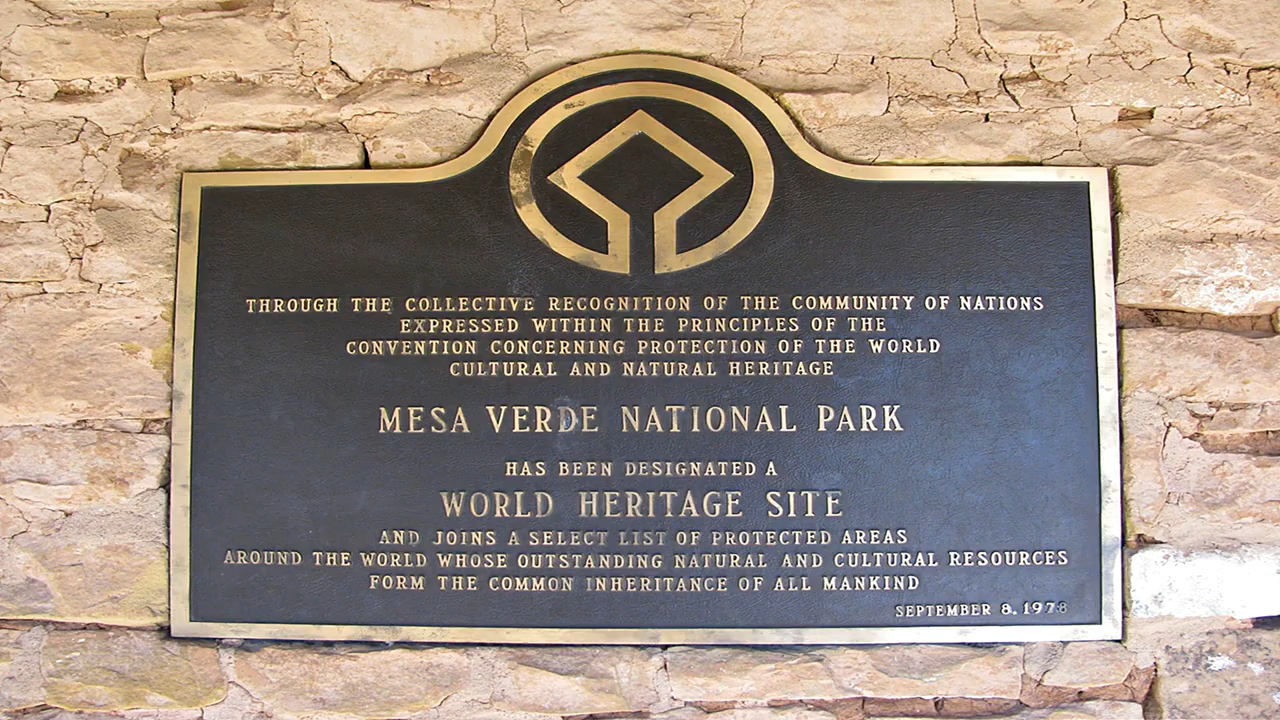 THROUGH THE COLLECTIVE RECOGNITION OF THE COMMUNITY OF NATIONS
EXPRESSED WITHIN THE PRINCIPLES OF THE
CONVENTION CONCERNING PROTECTION OF THE WORLD
CULTURAL AND NATURAL HERITAGE
MESA VERDE NATIONAL PARK
HAS BEEN DESIGNATED A
WORLD HERITAGE SITE
AND JOINS A SELECT LIST OF PROTECTED AREAS
AROUND THE WORLD WHOSE OUTSTANDING NATURAL AND CULTURAL RESOURCES
FORM THE COMMON INHERITANCE OF ALL MANKIND
SEPTEMBER 8, 1978